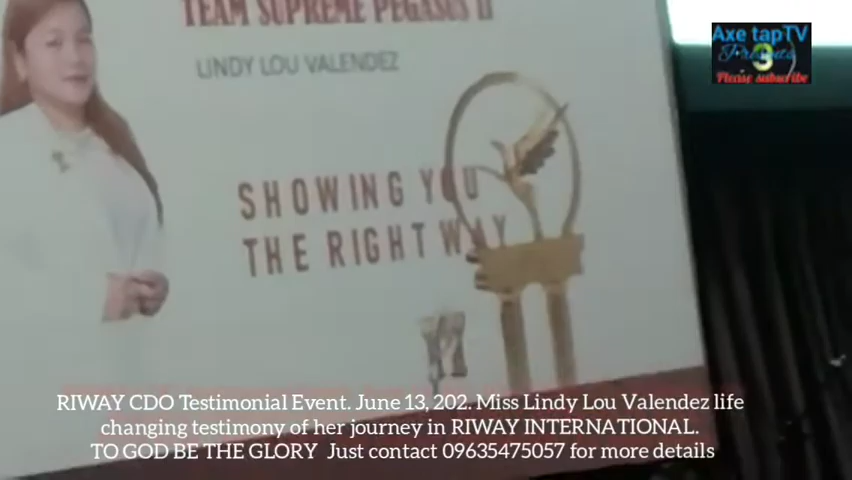 TEAM SUPREME PEGASUS II
LINDY LOU VALENDEZ
SHOWING YOU
THE RIGHT WAY
Axe tapTV
Presents
3
Please subscribe
RIWAY CDO Testimonial Event. June 13, 202. Miss Lindy Lou Valendez life
changing testimony of her journey in RIWAY INTERNATIONAL.
TO GOD BE THE GLORY Just contact 09635475057 for more details